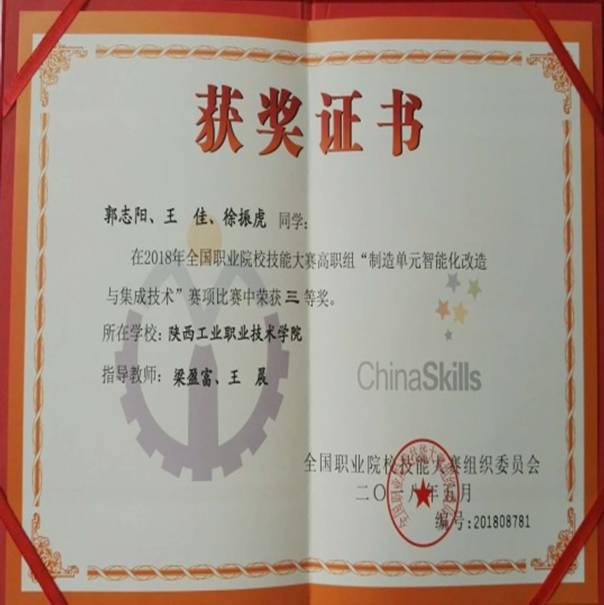 获奖证书
郭志阳、王 佳、徐振虎 同学:
在2018年全国职业院校技能大赛高职组“制造单元智能化改造
与集成技术”赛项比赛中荣获三等奖。
所在学校:陕西工业职业技术学院
指导教师:梁盈富、王 晨
ChinaSkills
全国职业院校技能大赛组织委员会
二〇一八年五月
编号:201808781